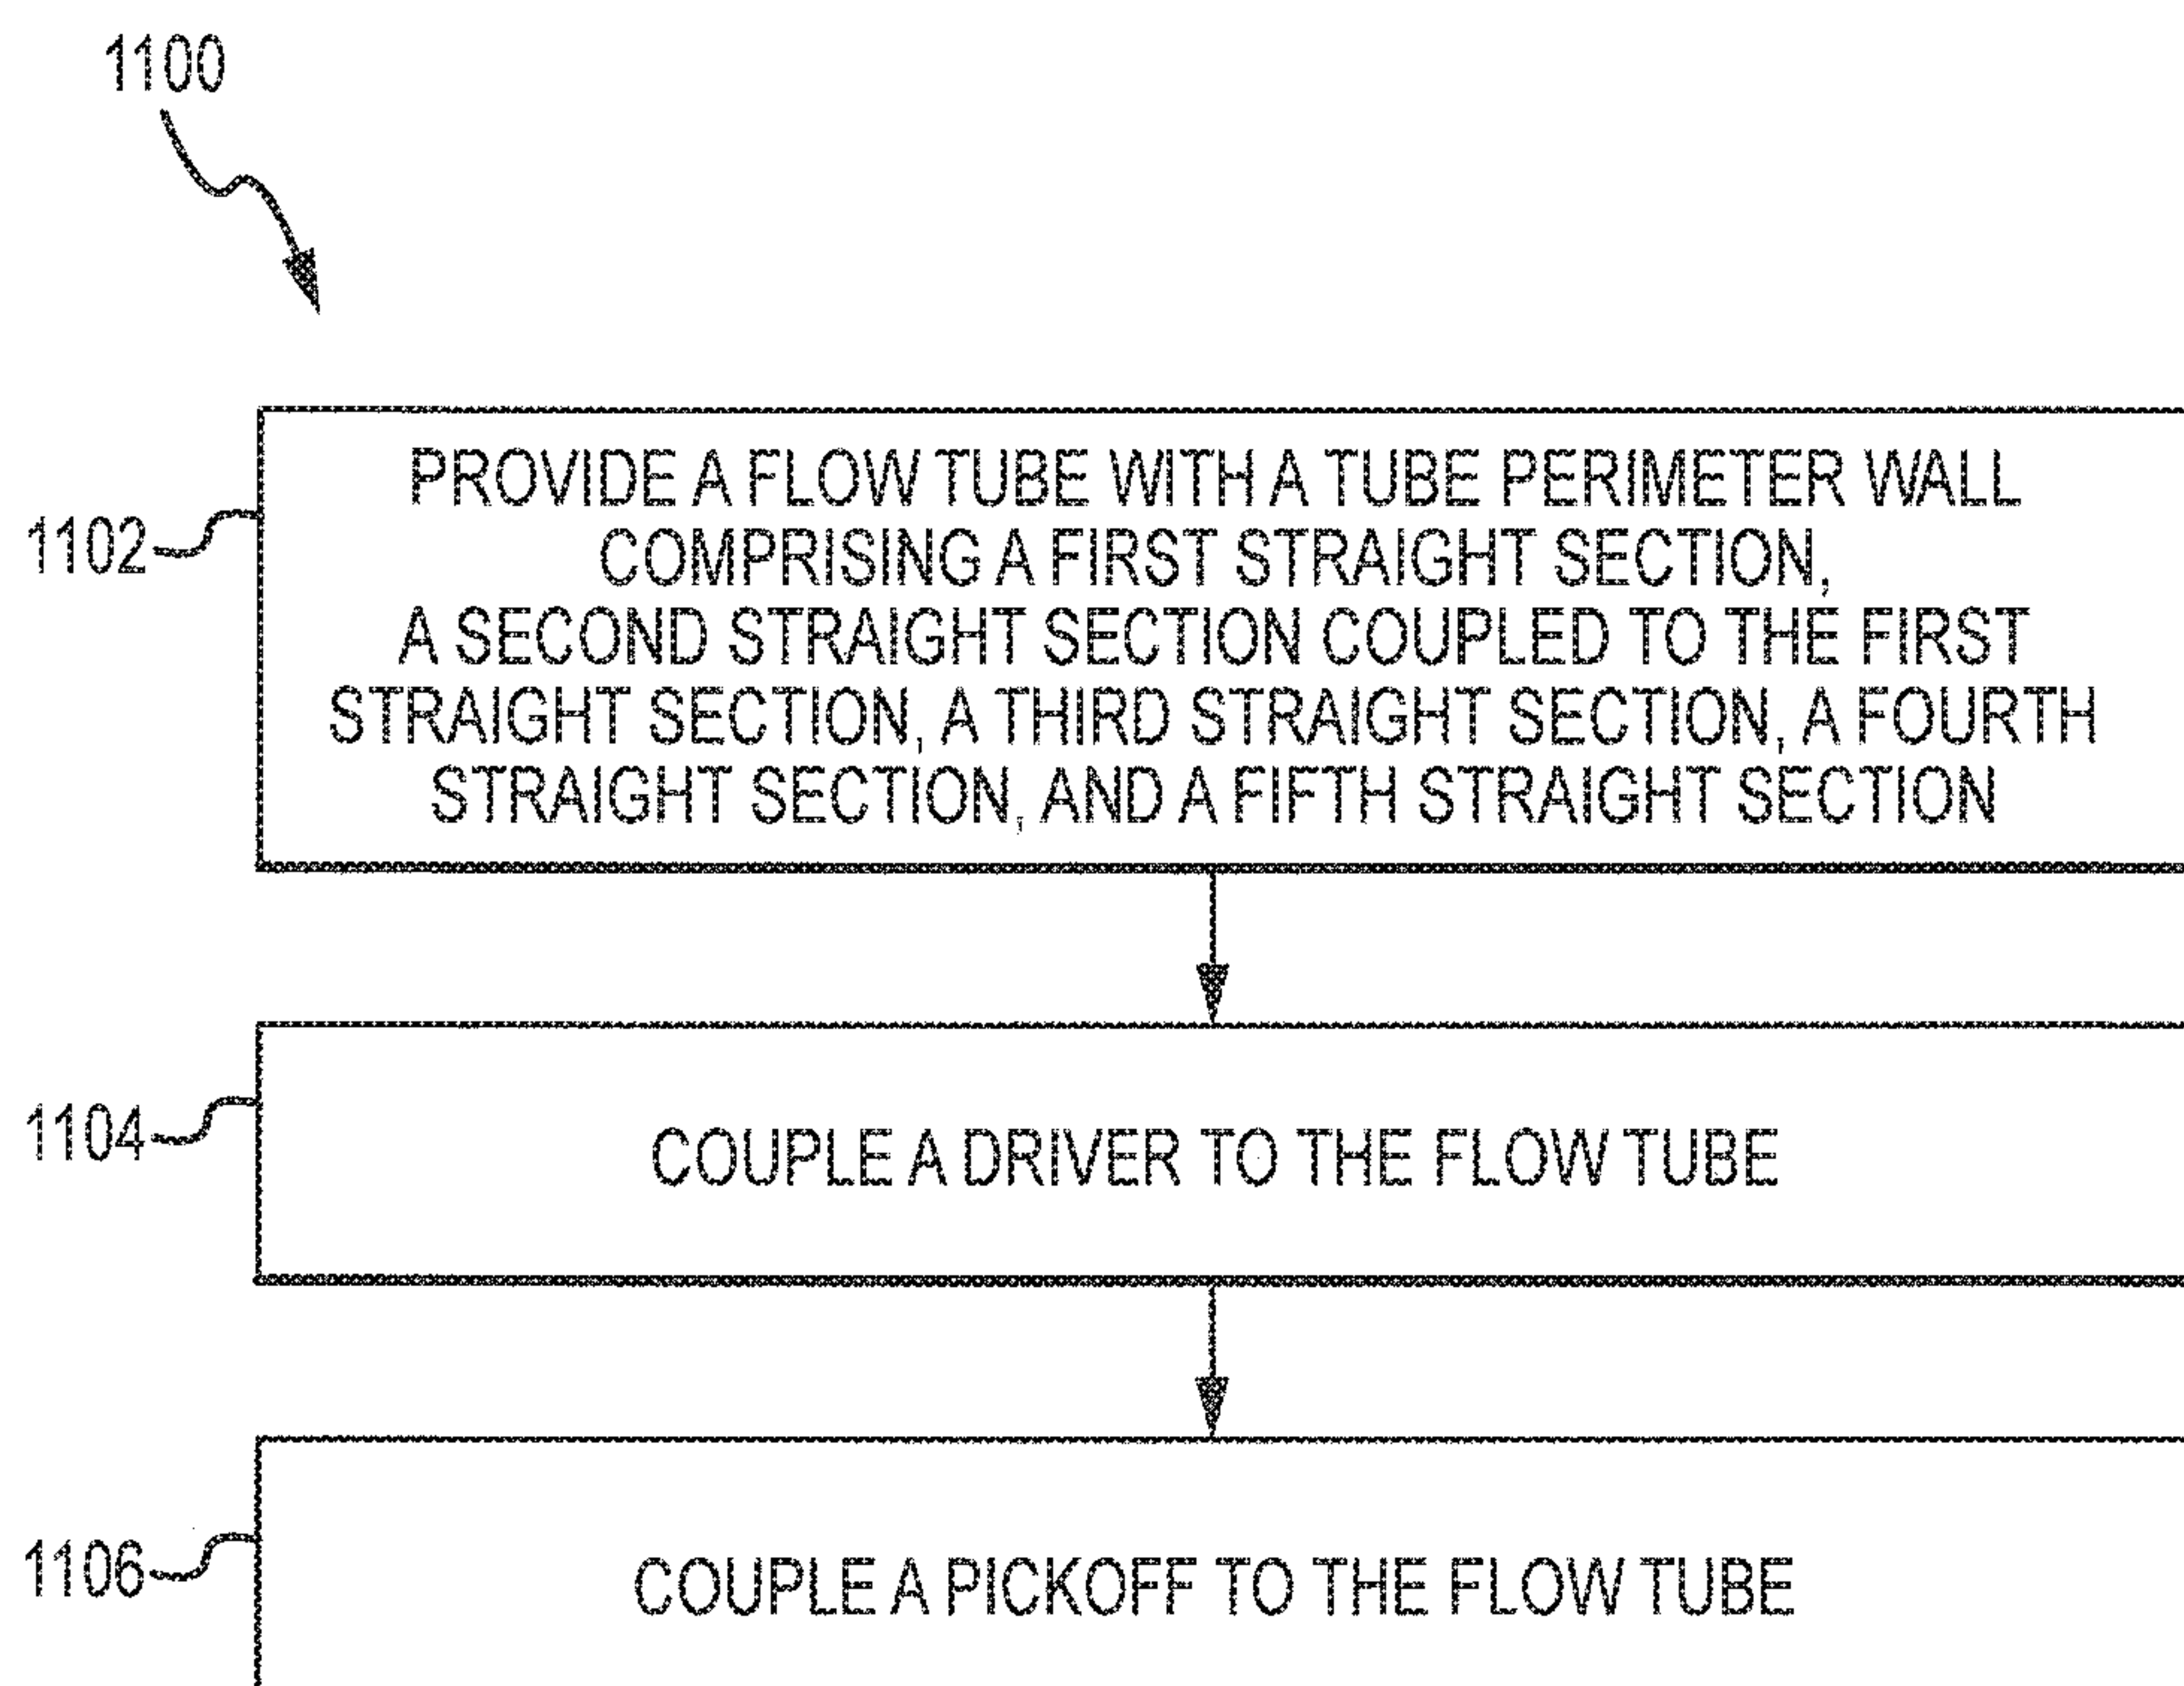 1100
1102
PROVIDE A FLOW TUBE WITH A TUBE PERIMETER WALL
COMPRISING A FIRST STRAIGHT SECTION,
A SECOND STRAIGHT SECTION COUPLED TO THE FIRST
STRAIGHT SECTION, A THIRD STRAIGHT SECTION, A FOURTH
STRAIGHT SECTION, AND A FIFTH STRAIGHT SECTION
1104
COUPLE A DRIVER TO THE FLOW TUBE
1106
COUPLE A PICKOFF TO THE FLOW TUBE